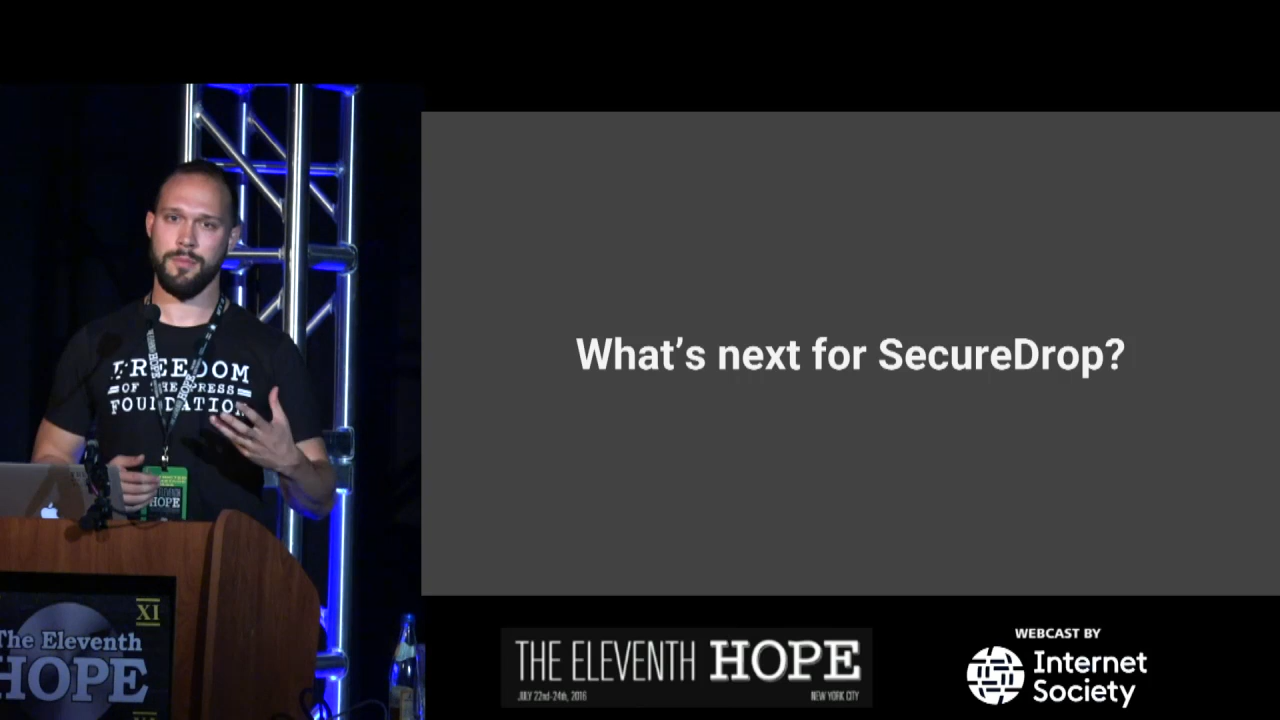 What's next for SecureDrop?
FREEDOM
OF THE PRESS
FOUNDATION
HOPE
XI
The Eleventh
HOPE
THE ELEVENTH HOPE
JULY 22nd-24th, 2016
NEW YORK CITY
WEBCAST BY
Internet
Society